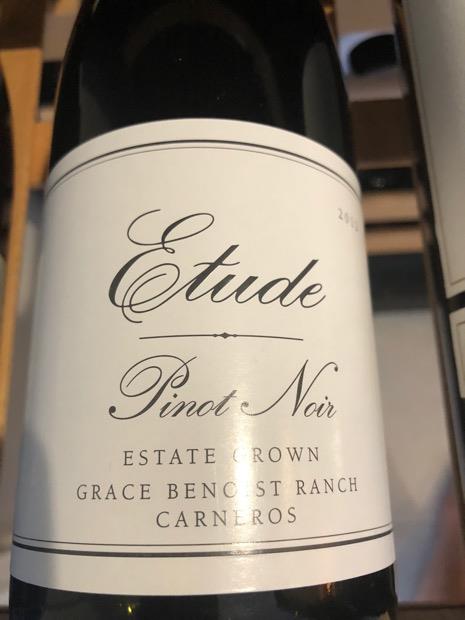 Etude
Pinot Noir
ESTATE GROWN
GRACE BENOIST RANCH
CARNEROS